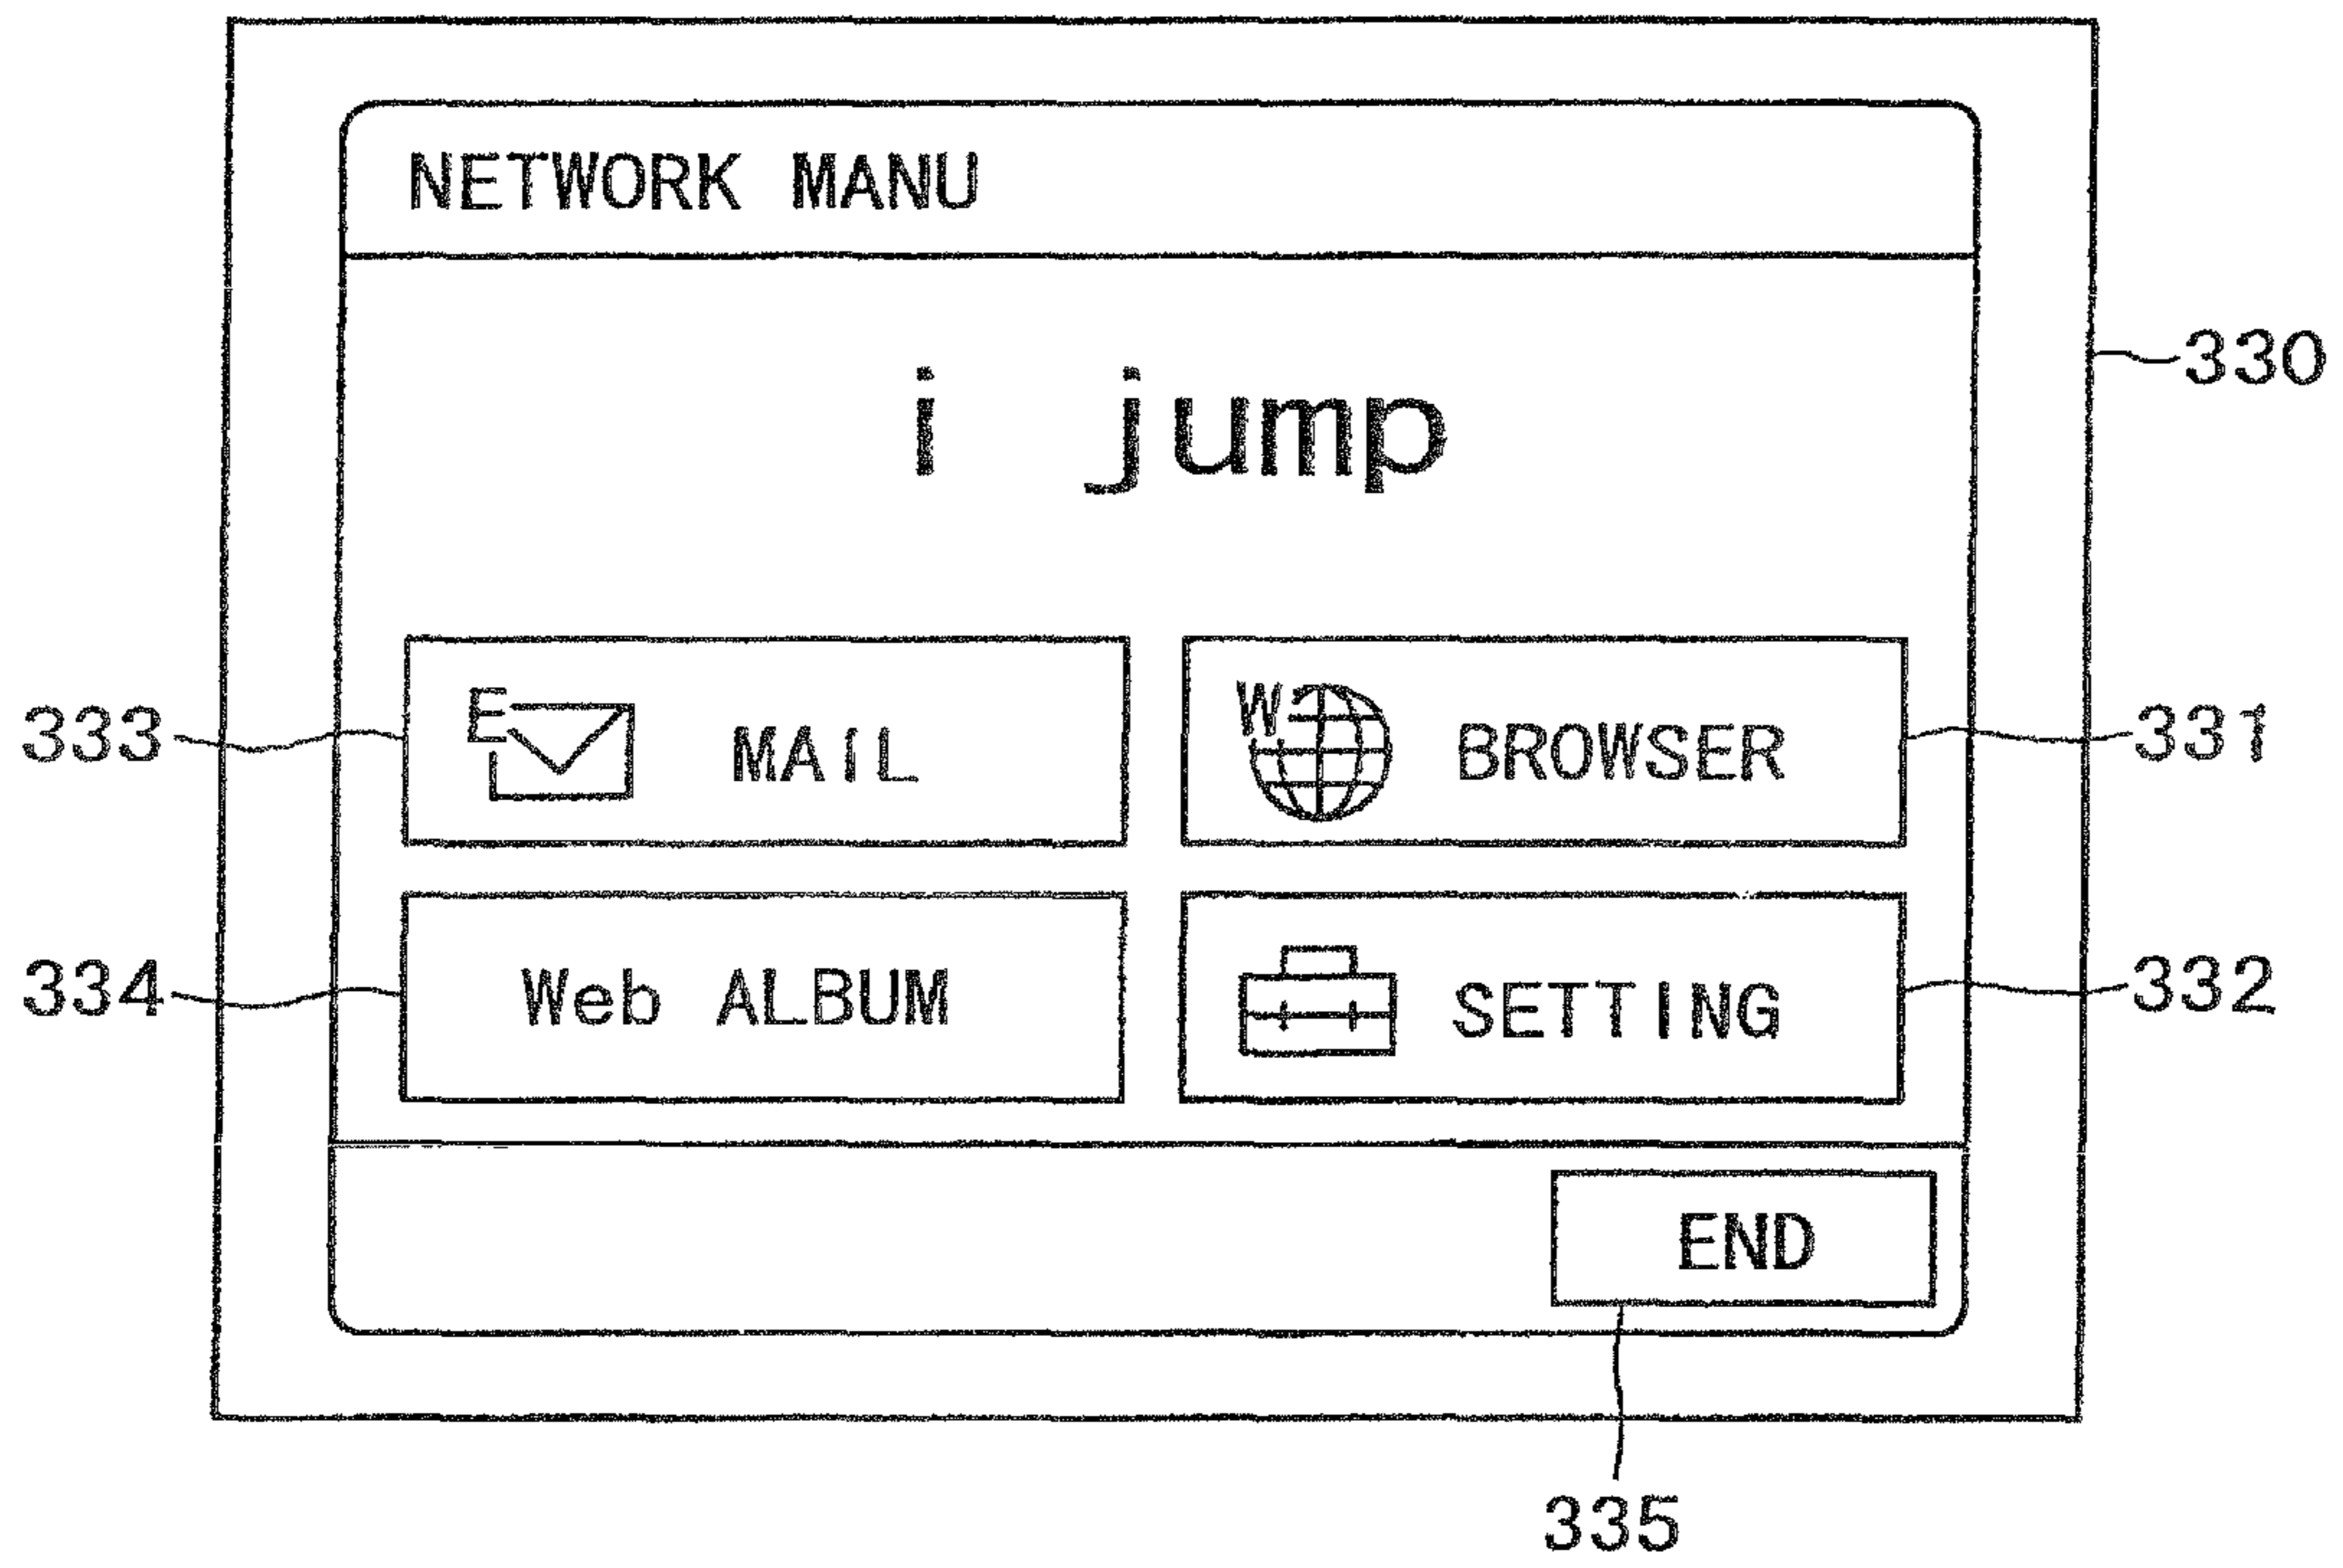 NETWORK MANU
i jump
330
333
E MAIL
W BROWSER
331
334
Web ALBUM
SETTING
332
END
335